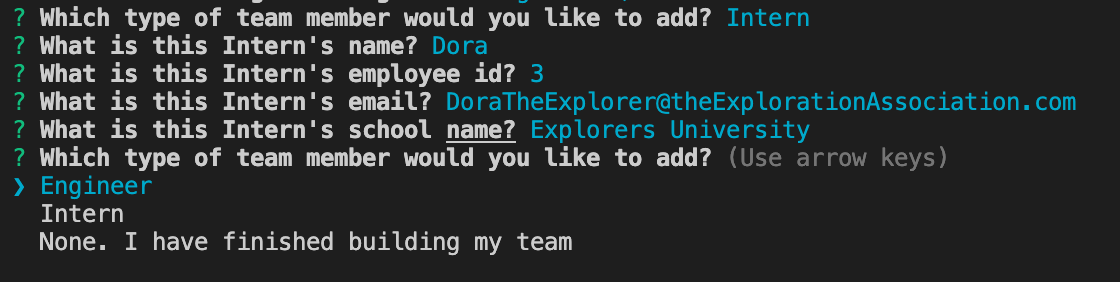 ? Which type of team member would you like to add? Intern
? What is this Intern's name? Dora
? What is this Intern's employee id? 3
? What is this Intern's email? DoraTheExplorer@theExplorationAssociation.com
? What is this Intern's school name? Explorers University
? Which type of team member would you like to add? (Use arrow keys)
❯ Engineer
Intern
None. I have finished building my team